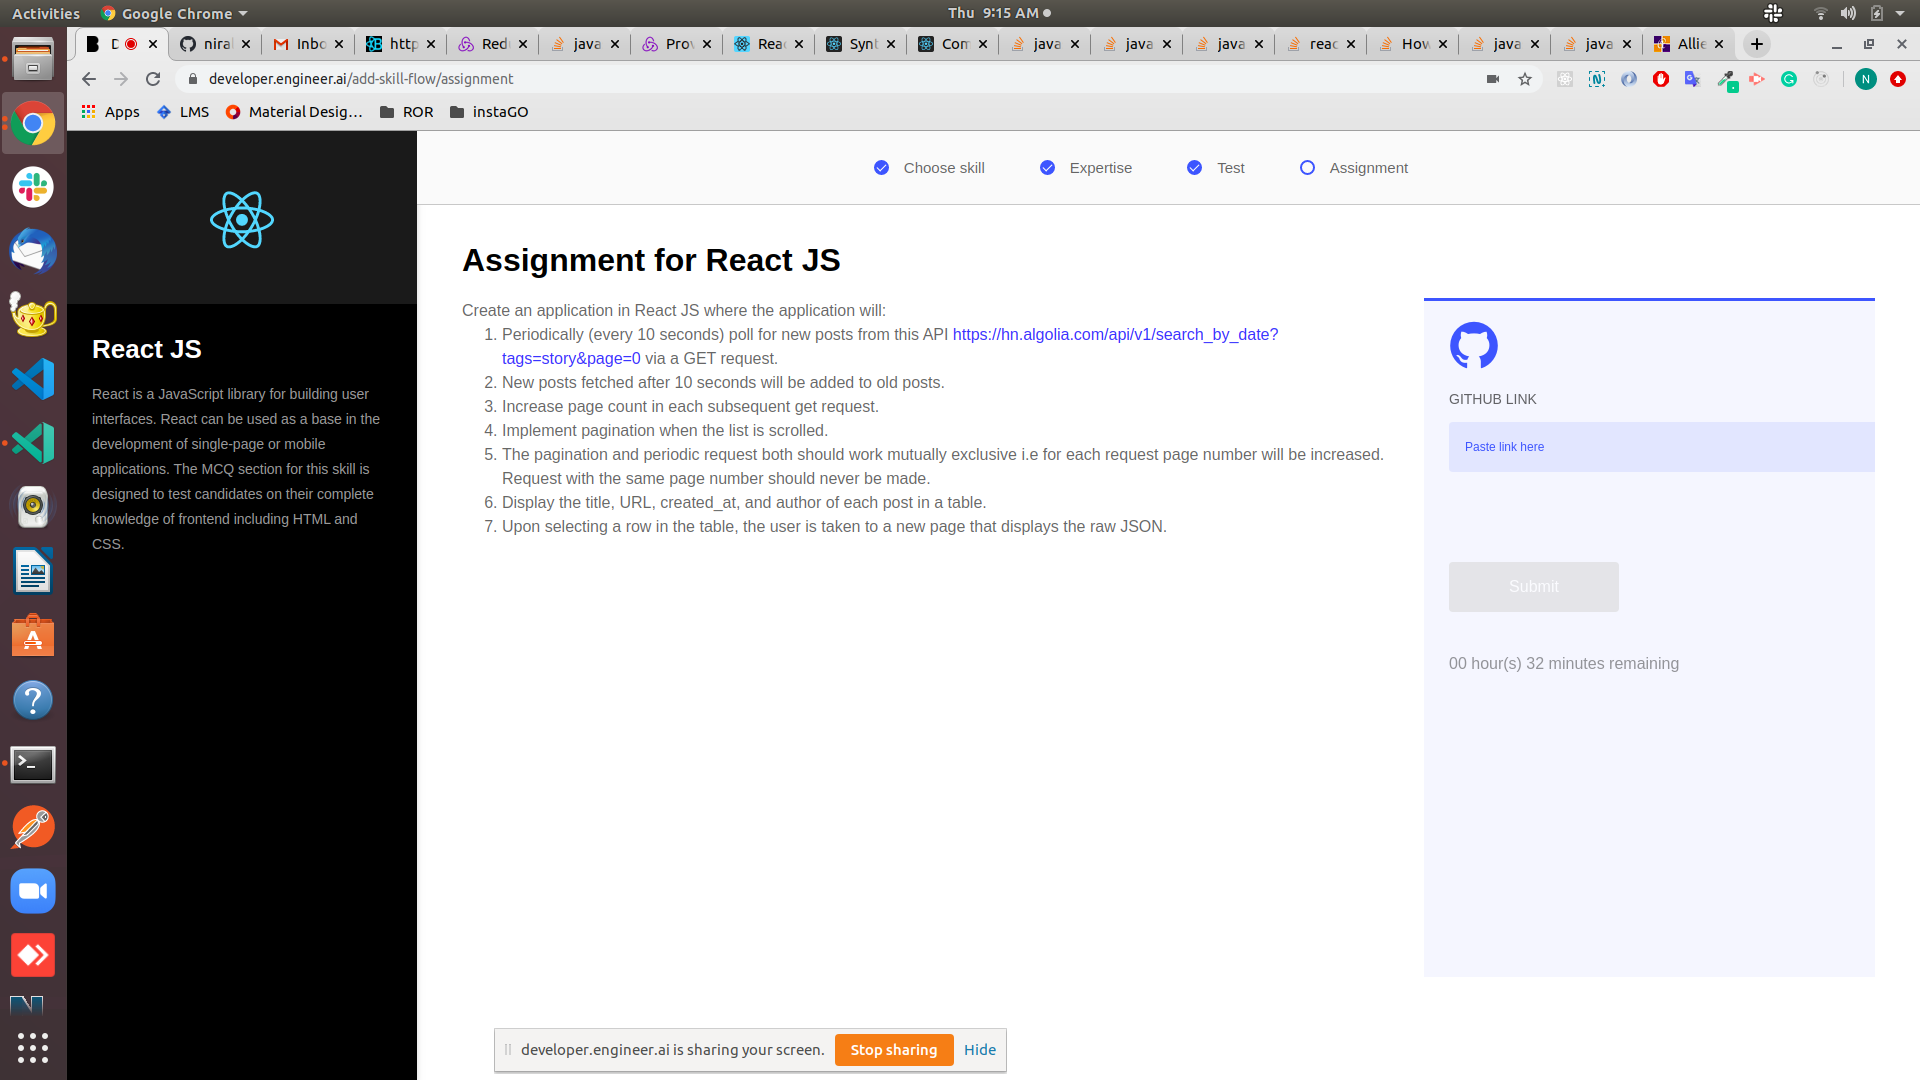 Activities
Google Chrome
Thu 9:15 AM
D
niral
Inbo
http
Redu
java
Prov
Reac
Synt
Com
java
java
java
reac
How
java
java
Allie
developer.engineer.ai/add-skill-flow/assignment
N
Apps
LMS
Material Desig…
ROR
instaGO
Choose skill
Expertise
Test
Assignment
React JS
React is a JavaScript library for building user
interfaces. React can be used as a base in the
development of single-page or mobile
applications. The MCQ section for this skill is
designed to test candidates on their complete
knowledge of frontend including HTML and
CSS.
Assignment for React JS
Create an application in React JS where the application will:
1. Periodically (every 10 seconds) poll for new posts from this API https://hn.algolia.com/api/v1/search_by_date?
tags=story&page=0 via a GET request.
2. New posts fetched after 10 seconds will be added to old posts.
3. Increase page count in each subsequent get request.
4. Implement pagination when the list is scrolled.
5. The pagination and periodic request both should work mutually exclusive i.e for each request page number will be increased.
Request with the same page number should never be made.
6. Display the title, URL, created_at, and author of each post in a table.
7. Upon selecting a row in the table, the user is taken to a new page that displays the raw JSON.
GITHUB LINK
Paste link here
Submit
00 hour(s) 32 minutes remaining
developer.engineer.ai is sharing your screen.
Stop sharing
Hide